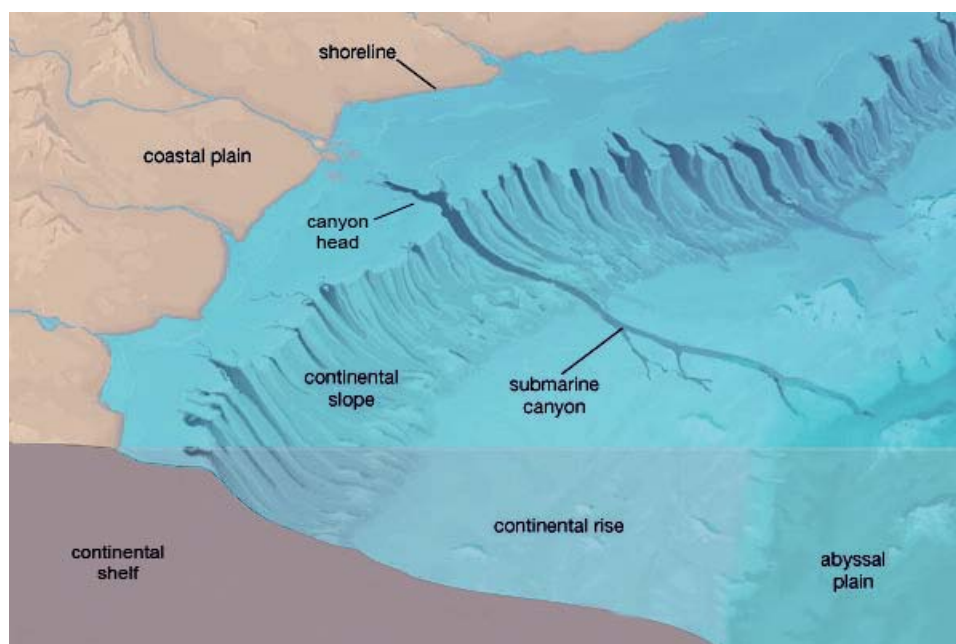 shoreline
coastal plain
canyon
head
continental
slope
submarine
canyon
continental rise
continental
shelf
abyssal
plain